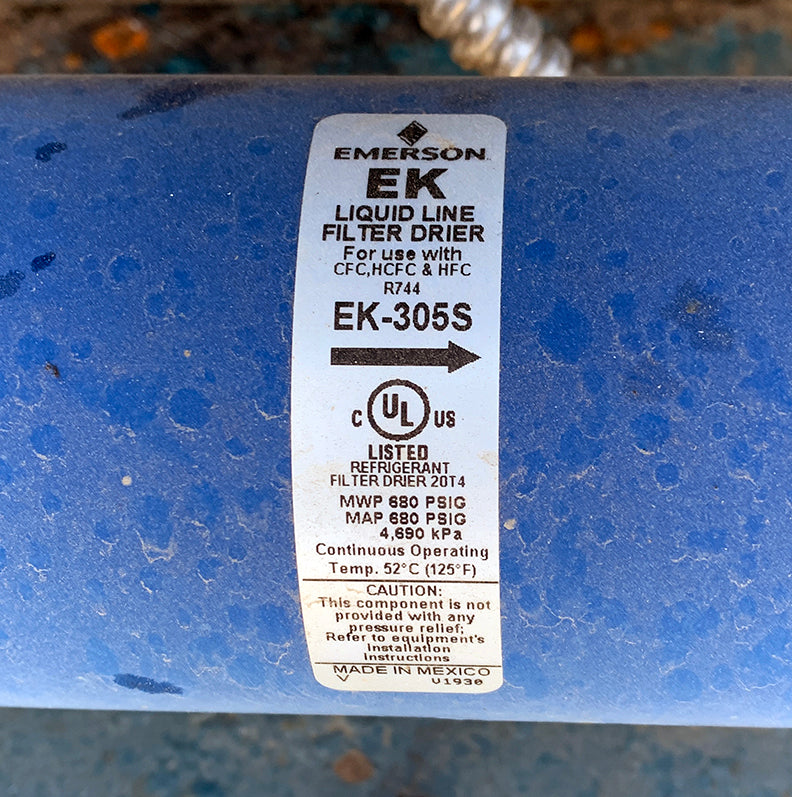 EMERSON
EK
LIQUID LINE
FILTER DRIER
For use with
CFC,HCFC & HFC
R744
EK-305S
C UL US
LISTED
REFRIGERANT
FILTER DRIER 20T4
MWP 680 PSIG
MAP 680 PSIG
4,690 kPa
Continuous Operating
Temp. 52°C (125°F)
CAUTION:
This component is not
provided with any
pressure relief;
Refer to equipment's
Installation
Instructions
MADE IN MEXICO
V U1930